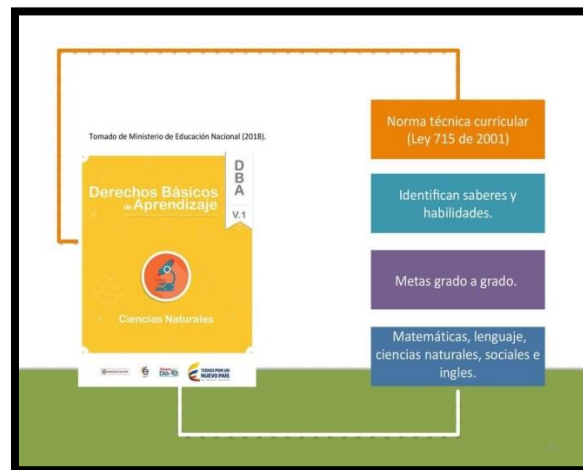 Tomado de Ministerio de Educación Nacional (2018).
D
B
A
V.1
Derechos Básicos
de Aprendizaje
Ciencias Naturales
TODOS POR UN
NUEVO PAÍS
Norma técnica curricular
(Ley 715 de 2001)
Identifican saberes y
habilidades.
Metas grado a grado.
Matemáticas, lenguaje,
ciencias naturales, sociales e
ingles.